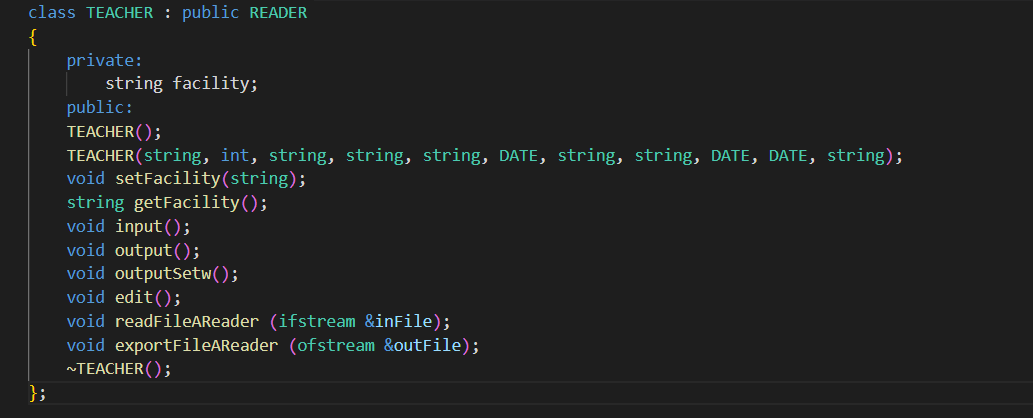 class TEACHER : public READER
{
    private:
        string facility;
    public:
    TEACHER();
    TEACHER(string, int, string, string, string, DATE, string, string, DATE, DATE, string);
    void setFacility(string);
    string getFacility();
    void input();
    void output();
    void outputSetw();
    void edit();
    void readFileAReader (ifstream &inFile);
    void exportFileAReader (ofstream &outFile);
    ~TEACHER();
};